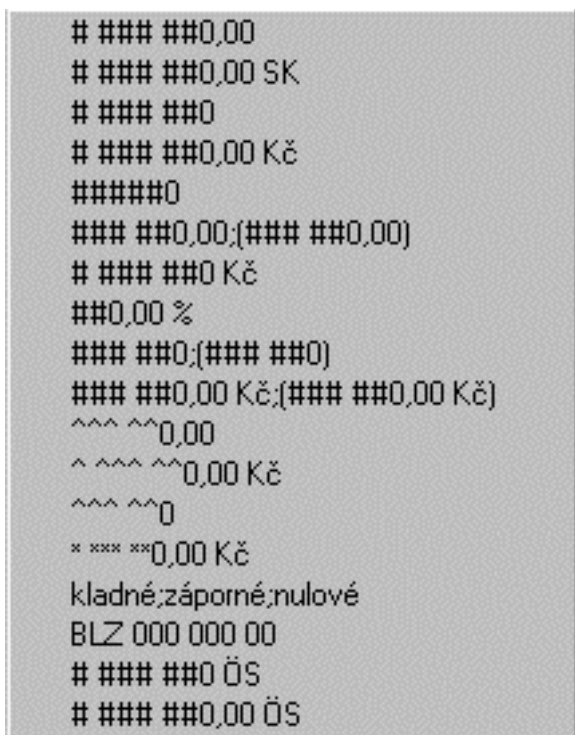 # ### ##0,00
# ### ##0,00 SK
# ### ##0
# ### ##0,00 Kč
#####0
### ##0,00;(### ##0,00)
# ### ##0 Kč
##0,00 %
### ##0;(### ##0)
### ##0,00 Kč;(### ##0,00 Kč)
^^^ ^^0,00
^ ^^^ ^^0,00 Kč
^^^ ^^0
* *** **0,00 Kč
kladné;záporné;nulové
BLZ 000 000 00
# ### ##0 ÖS
# ### ##0,00 ÖS